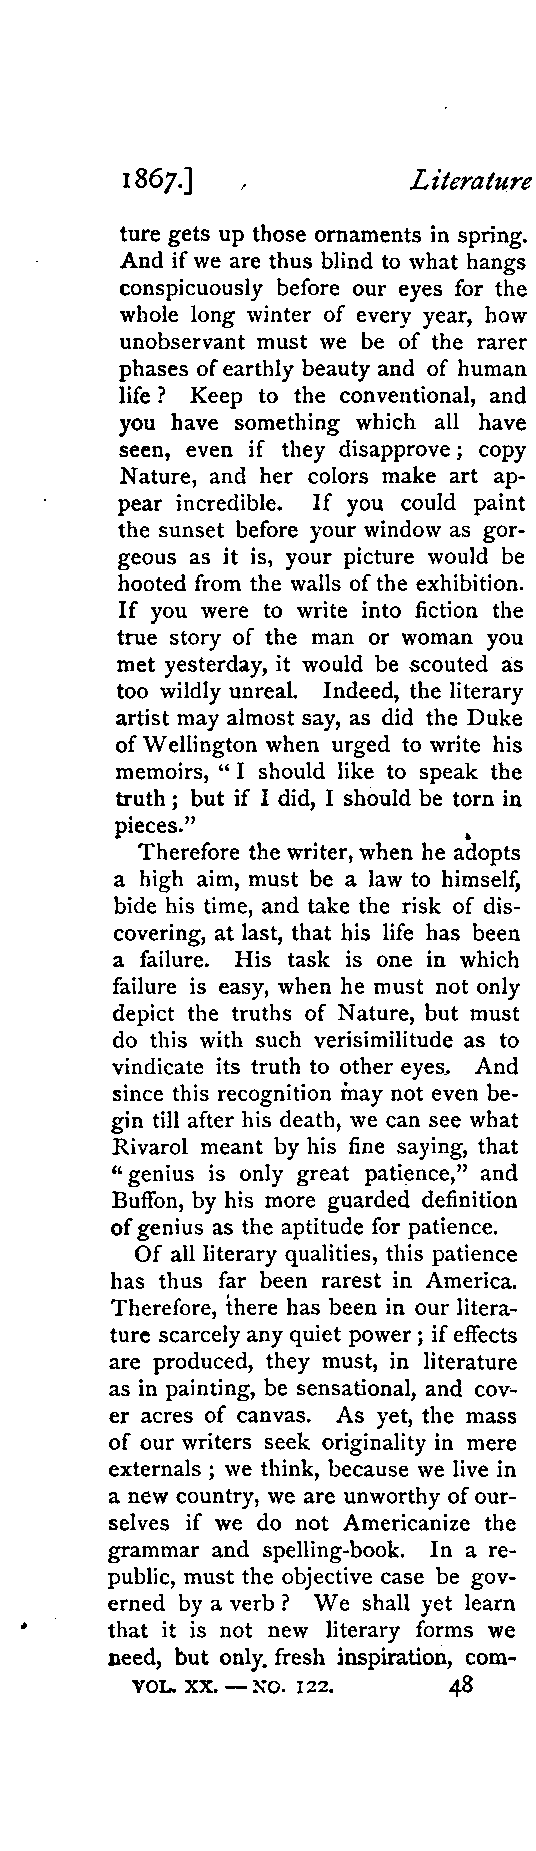 1867.] Literature
ture gets up those ornaments in spring.
And if we are thus blind to what hangs
conspicuously before our eyes for the
whole long winter of every year, how
unobservant must we be of the rarer
phases of earthly beauty and of human
life? Keep to the conventional, and
you have something which all have
seen, even if they disapprove; copy
Nature, and her colors make art ap-
pear incredible. If you could paint
the sunset before your window as gor-
geous as it is, your picture would be
hooted from the walls of the exhibition.
If you were to write into fiction the
true story of the man or woman you
met yesterday, it would be scouted as
too wildly unreal. Indeed, the literary
artist may almost say, as did the Duke
of Wellington when urged to write his
memoirs, "I should like to speak the
truth; but if I did, I should be torn in
pieces."
Therefore the writer, when he adopts
a high aim, must be a law to himself,
bide his time, and take the risk of dis-
covering, at last, that his life has been
a failure. His task is one in which
failure is easy, when he must not only
depict the truths of Nature, but must
do this with such verisimilitude as to
vindicate its truth to other eyes. And
since this recognition may not even be-
gin till after his death, we can see what
Rivarol meant by his fine saying, that
"genius is only great patience," and
Buffon, by his more guarded definition
of genius as the aptitude for patience.
Of all literary qualities, this patience
has thus far been rarest in America.
Therefore, there has been in our litera-
ture scarcely any quiet power; if effects
are produced, they must, in literature
as in painting, be sensational, and cov-
er acres of canvas. As yet, the mass
of our writers seek originality in mere
externals; we think, because we live in
a new country, we are unworthy of our-
selves if we do not Americanize the
grammar and spelling-book. In a re-
public, must the objective case be gov-
erned by a verb? We shall yet learn
that it is not new literary forms we
need, but only fresh inspiration, com-
VOL. XX. — NO. 122. 48